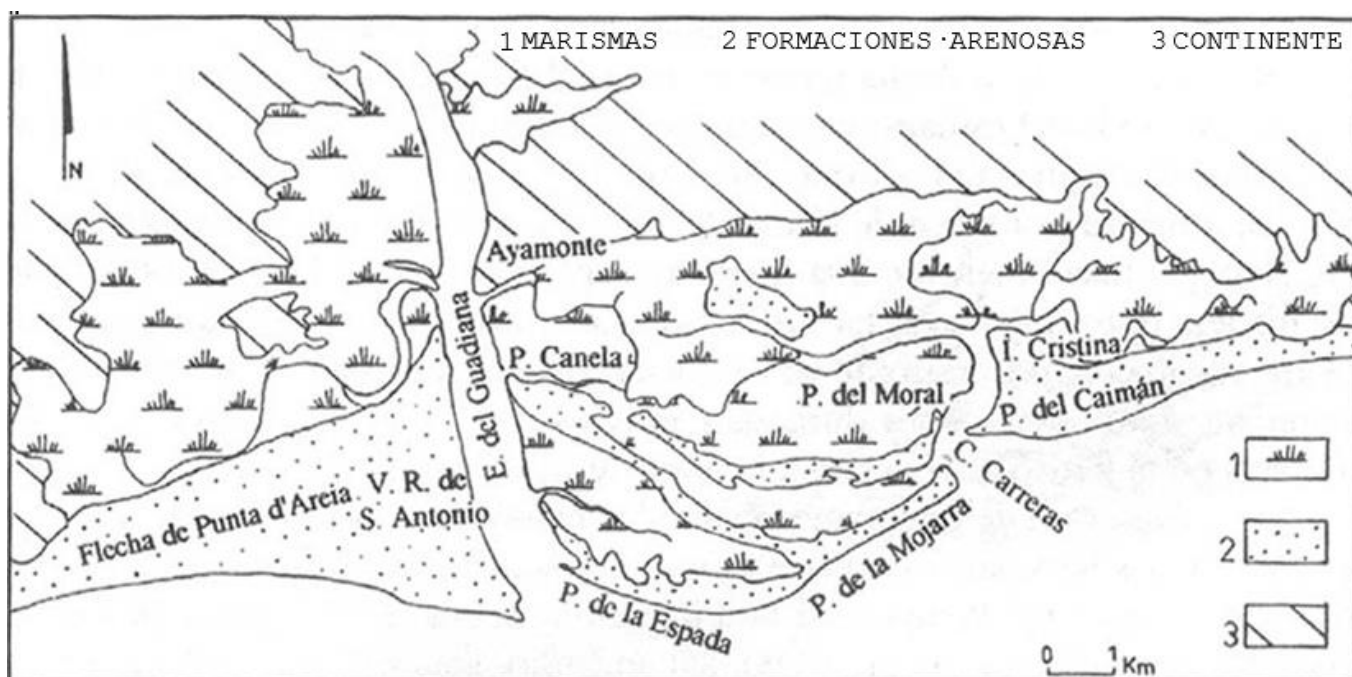 1 MARISMAS 2 FORMACIONES·ARENOSAS 3 CONTINENTE
N
Ayamonte
E. del Guadiana
P. Canela
I. Cristina
P. del Moral
P. del Caimán
C. Carreras
1
V. R. de
S. Antonio
Flecha de Punta d'Areia
2
P. de la Mojarra
P. de la Espada
3
0 1 Km